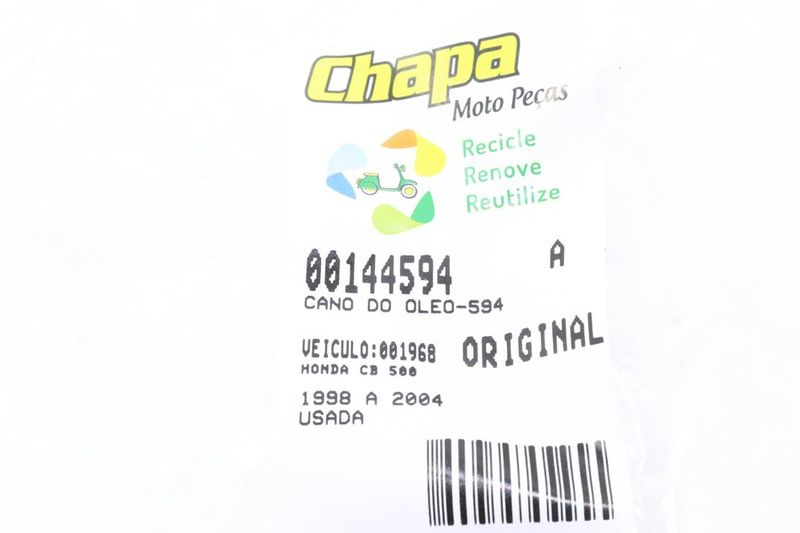 Chapa
Moto Peças
Recicle
Renove
Reutilize
00144594 A
CANO DO OLEO-594
VEICULO:001968 ORIGINAL
HONDA CB 500
1998 A 2004
USADA